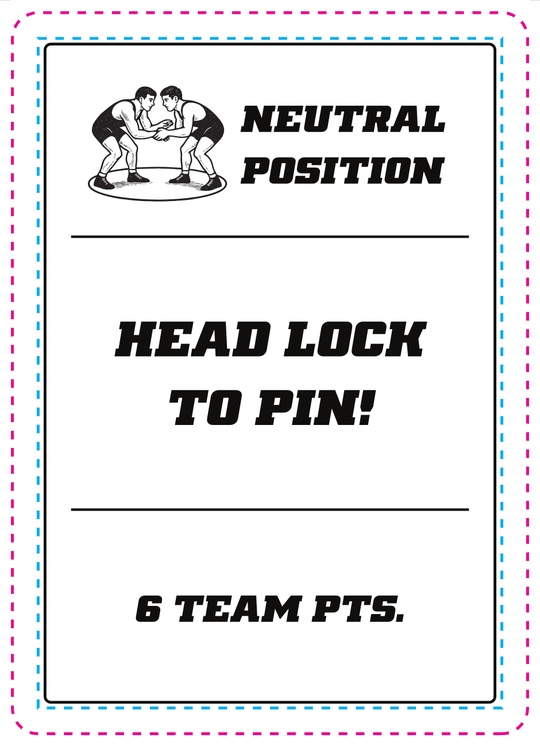 NEUTRAL
POSITION
HEAD LOCK
TO PIN!
6 TEAM PTS.